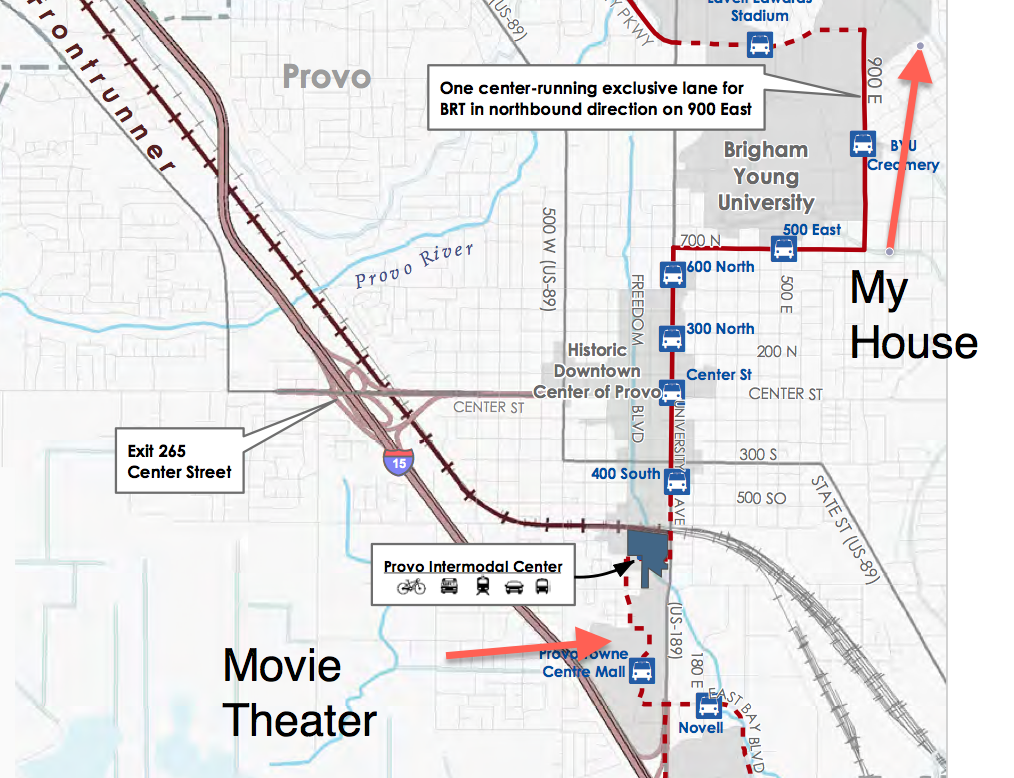 Lavell Edwards
Stadium
(US-89)
PKWY
Frontrunner
Provo
One center-running exclusive lane for
BRT in northbound direction on 900 East
900 E
Brigham
Young
University
BYU
Creamery
500 East
700 N
600 North
500 W (US-89)
Provo River
FREEDOM
BLVD
500 E
My
House
300 North
200 N
Historic
Downtown
Center of Provo
Center St
CENTER ST
CENTER ST
UNIVERSITY
AVE
Exit 265
Center Street
15
300 S
400 South
500 SO
STATE ST (US-89)
Provo Intermodal Center
(US-189)
Movie
Theater
Provo Towne
Centre Mall
180 E
EAST BAY BLVD
Novell